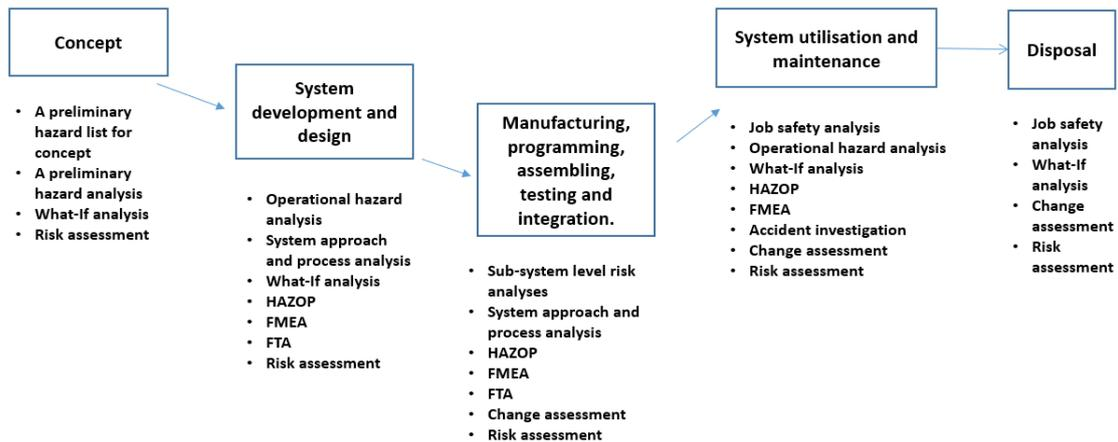 Concept
• A preliminary
hazard list for
concept
• A preliminary
hazard analysis
• What-If analysis
• Risk assessment
System
development and
design
• Operational hazard
analysis
• System approach
and process analysis
• What-If analysis
• HAZOP
• FMEA
• FTA
• Risk assessment
Manufacturing,
programming,
assembling,
testing and
integration.
• Sub-system level risk
analyses
• System approach and
process analysis
• HAZOP
• FMEA
• FTA
• Change assessment
• Risk assessment
System utilisation and
maintenance
• Job safety analysis
• Operational hazard analysis
• What-If analysis
• HAZOP
• FMEA
• Accident investigation
• Change assessment
• Risk assessment
Disposal
• Job safety
analysis
• What-If
analysis
• Change
assessment
• Risk
assessment